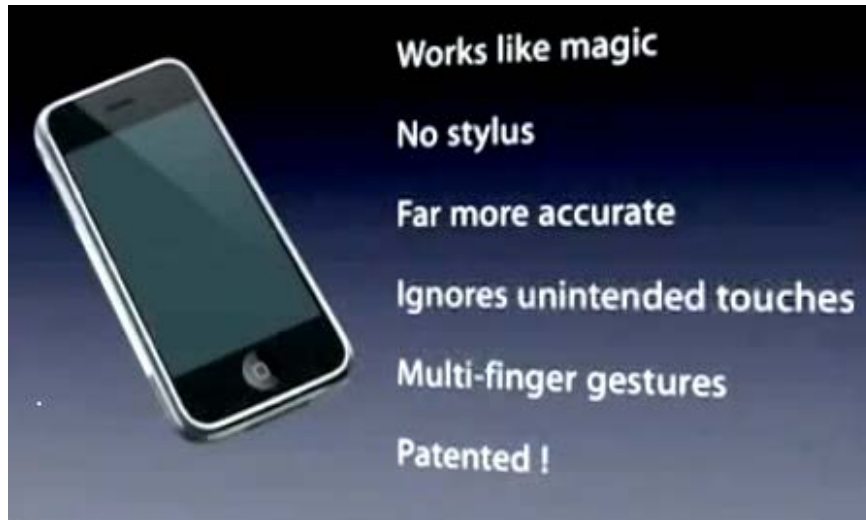 Works like magic
No stylus
Far more accurate
Ignores unintended touches
Multi-finger gestures
Patented !